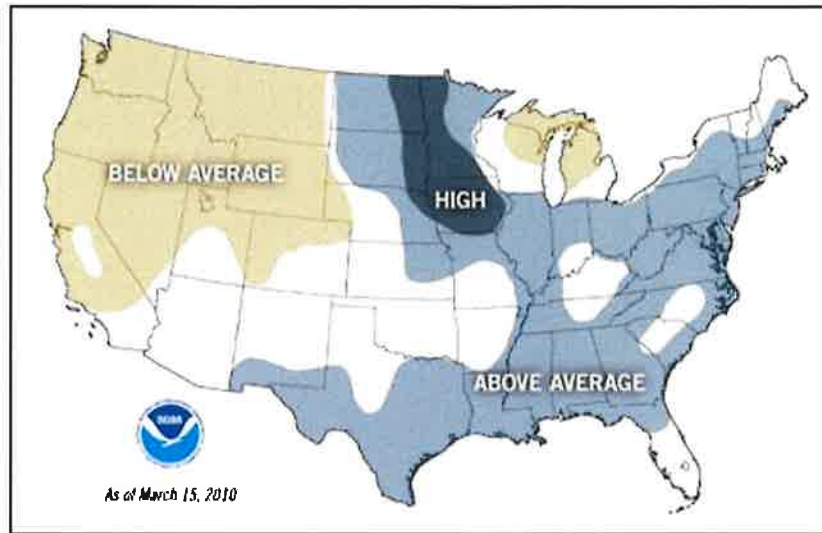 BELOW AVERAGE
HIGH
ABOVE AVERAGE
NOAA
As of March 15, 2010